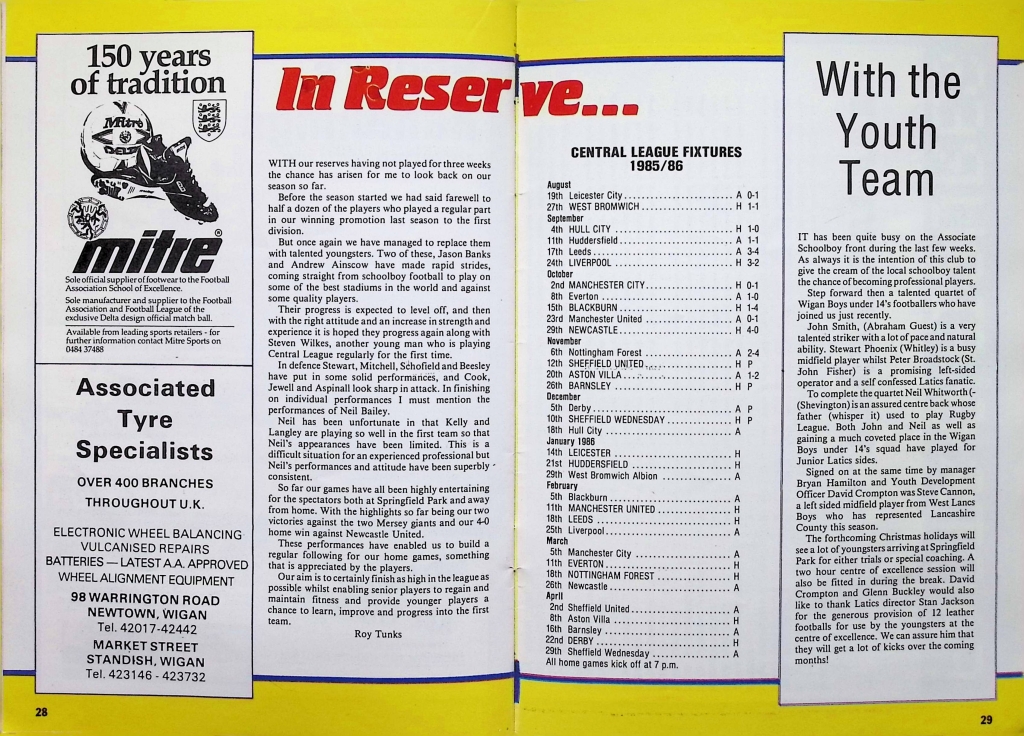 150 years
of tradition
Mitre
DELTA
mitre®
Sole official supplier of footwear to the Football
Association School of Excellence.
Sole manufacturer and supplier to the Football
Association and Football League of the
exclusive Delta design official match ball.
Available from leading sports retailers - for
further information contact Mitre Sports on
0484 37488
Associated
Tyre
Specialists
OVER 400 BRANCHES
THROUGHOUT U.K.
ELECTRONIC WHEEL BALANCING
VULCANISED REPAIRS
BATTERIES — LATEST A.A. APPROVED
WHEEL ALIGNMENT EQUIPMENT
98 WARRINGTON ROAD
NEWTOWN, WIGAN
Tel. 42017-42442
MARKET STREET
STANDISH, WIGAN
Tel. 423146 - 423732
28
In Reserve...
WITH our reserves having not played for three weeks
the chance has arisen for me to look back on our
season so far.
Before the season started we had said farewell to
half a dozen of the players who played a regular part
in our winning promotion last season to the first
division.
But once again we have managed to replace them
with talented youngsters. Two of these, Jason Banks
and Andrew Ainscow have made rapid strides,
coming straight from schoolboy football to play on
some of the best stadiums in the world and against
some quality players.
Their progress is expected to level off, and then
with the right attitude and an increase in strength and
experience it is hoped they progress again along with
Steven Wilkes, another young man who is playing
Central League regularly for the first time.
In defence Stewart, Mitchell, Schofield and Beesley
have put in some solid performances, and Cook,
Jewell and Aspinall look sharp in attack. In finishing
on individual performances I must mention the
performances of Neil Bailey.
Neil has been unfortunate in that Kelly and
Langley are playing so well in the first team so that
Neil's appearances have been limited. This is a
difficult situation for an experienced professional but
Neil's performances and attitude have been superbly
consistent.
So far our games have all been highly entertaining
for the spectators both at Springfield Park and away
from home. With the highlights so far being our two
victories against the two Mersey giants and our 4-0
home win against Newcastle United.
These performances have enabled us to build a
regular following for our home games, something
that is appreciated by the players.
Our aim is to certainly finish as high in the league as
possible whilst enabling senior players to regain and
maintain fitness and provide younger players a
chance to learn, improve and progress into the first
team.
Roy Tunks
CENTRAL LEAGUE FIXTURES
1985/86
August
19th Leicester City........................ A 0-1
27th WEST BROMWICH.................... H 1-1
September
4th HULL CITY ........................... H 1-0
11th Huddersfield........................ A 1-1
17th Leeds ............................... A 3-4
24th LIVERPOOL .......................... H 3-2
October
2nd MANCHESTER CITY.................... H 0-1
8th Everton .............................. A 1-0
15th BLACKBURN.......................... H 1-4
23rd Manchester United .................. A 0-1
29th NEWCASTLE.......................... H 4-0
November
6th Nottingham Forest ................... A 2-4
12th SHEFFIELD UNITED................... H P
20th ASTON VILLA ........................ A 1-2
26th BARNSLEY ........................... H P
December
5th Derby................................. A P
10th SHEFFIELD WEDNESDAY .............. H P
18th Hull City ............................ A
January 1986
14th LEICESTER .......................... H
21st HUDDERSFIELD ...................... H
29th West Bromwich Albion ............... A
February
5th Blackburn ............................ A
11th MANCHESTER UNITED ................ H
18th LEEDS ............................... H
25th Liverpool............................ A
March
5th Manchester City ...................... A
11th EVERTON............................. H
18th NOTTINGHAM FOREST ................ H
26th Newcastle ........................... A
April
2nd Sheffield United...................... A
8th Aston Villa ........................... H
16th Barnsley ............................ A
22nd DERBY .............................. H
29th Sheffield Wednesday ................. A
All home games kick off at 7 p.m.
With the
Youth
Team
IT has been quite busy on the Associate
Schoolboy front during the last few weeks.
As always it is the intention of this club to
give the cream of the local schoolboy talent
the chance of becoming professional players.
Step forward then a talented quartet of
Wigan Boys under 14's footballers who have
joined us just recently.
John Smith, (Abraham Guest) is a very
talented striker with a lot of pace and natural
ability. Stewart Phoenix (Whitley) is a busy
midfield player whilst Peter Broadstock (St.
John Fisher) is a promising left-sided
operator and a self confessed Latics fanatic.
To complete the quartet Neil Whitworth (-
(Shevington) is an assured centre back whose
father (whisper it) used to play Rugby
League. Both John and Neil as well as
gaining a much coveted place in the Wigan
Boys under 14's squad have played for
Junior Latics sides.
Signed on at the same time by manager
Bryan Hamilton and Youth Development
Officer David Crompton was Steve Cannon,
a left sided midfield player from West Lancs
Boys who has represented Lancashire
County this season.
The forthcoming Christmas holidays will
see a lot of youngsters arriving at Springfield
Park for either trials or special coaching. A
two hour centre of excellence session will
also be fitted in during the break. David
Crompton and Glenn Buckley would also
like to thank Latics director Stan Jackson
for the generous provision of 12 leather
footballs for use by the youngsters at the
centre of excellence. We can assure him that
they will get a lot of kicks over the coming
months!
29